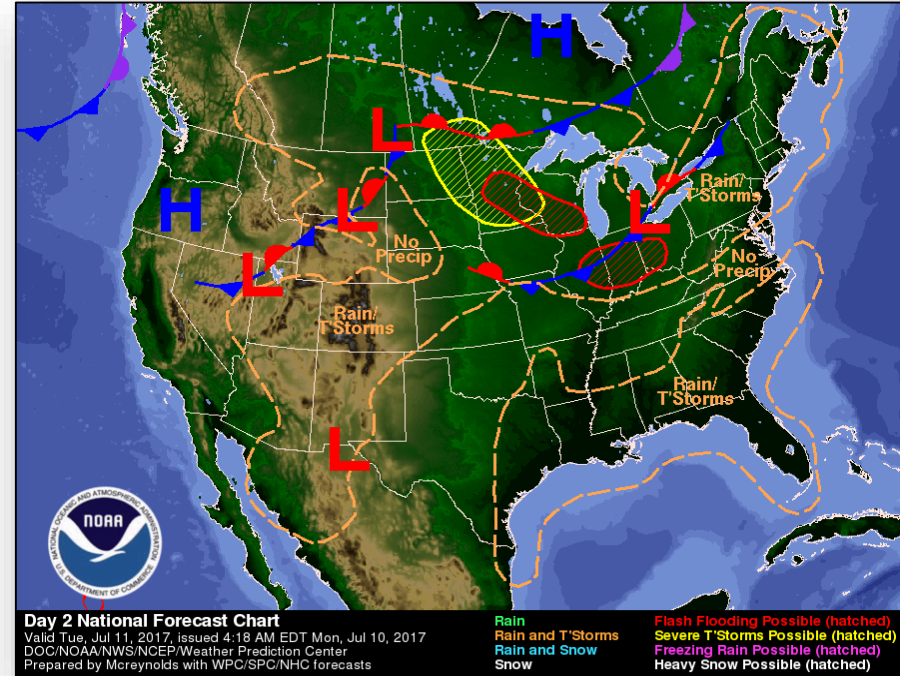 H
H
L
L
L
L
L
No
Precip
Rain/
T'Storms
Rain/
T'Storms
No
Precip
Rain/
T'Storms
NATIONAL OCEANIC AND ATMOSPHERIC ADMINISTRATION
NOAA
U.S. DEPARTMENT OF COMMERCE
Day 2 National Forecast Chart
Valid Tue, Jul 11, 2017, issued 4:18 AM EDT Mon, Jul 10, 2017
DOC/NOAA/NWS/NCEP/Weather Prediction Center
Prepared by Mcreynolds with WPC/SPC/NHC forecasts
Rain
Rain and T'Storms
Rain and Snow
Snow
Flash Flooding Possible (hatched)
Severe T'Storms Possible (hatched)
Freezing Rain Possible (hatched)
Heavy Snow Possible (hatched)